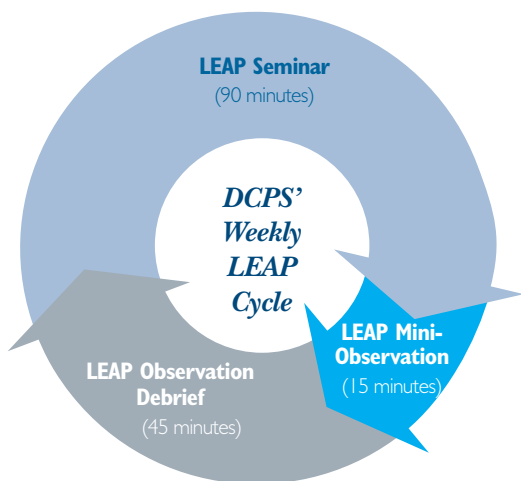 LEAP Seminar
(90 minutes)
DCPS’
Weekly
LEAP
Cycle
LEAP Mini-
Observation
(15 minutes)
LEAP Observation
Debrief
(45 minutes)